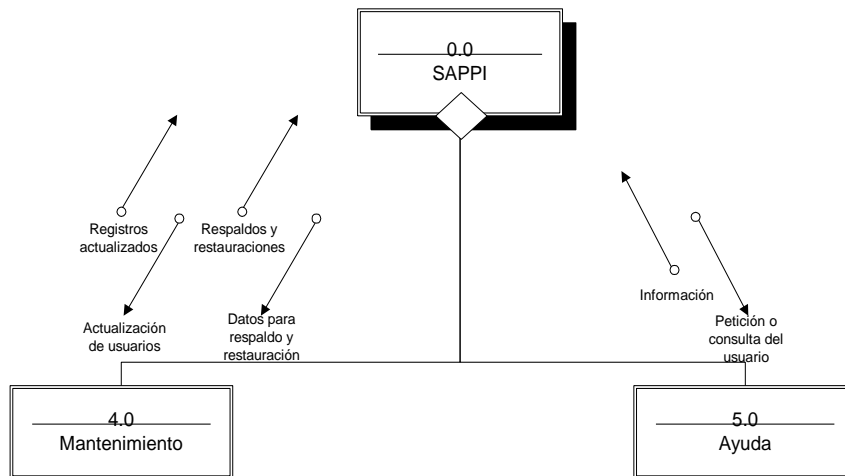 0.0
SAPPI
Registros
actualizados
Respaldos y
restauraciones
Información
Actualización
de usuarios
Datos para
respaldo y
restauración
Petición o
consulta del
usuario
4.0
Mantenimiento
5.0
Ayuda